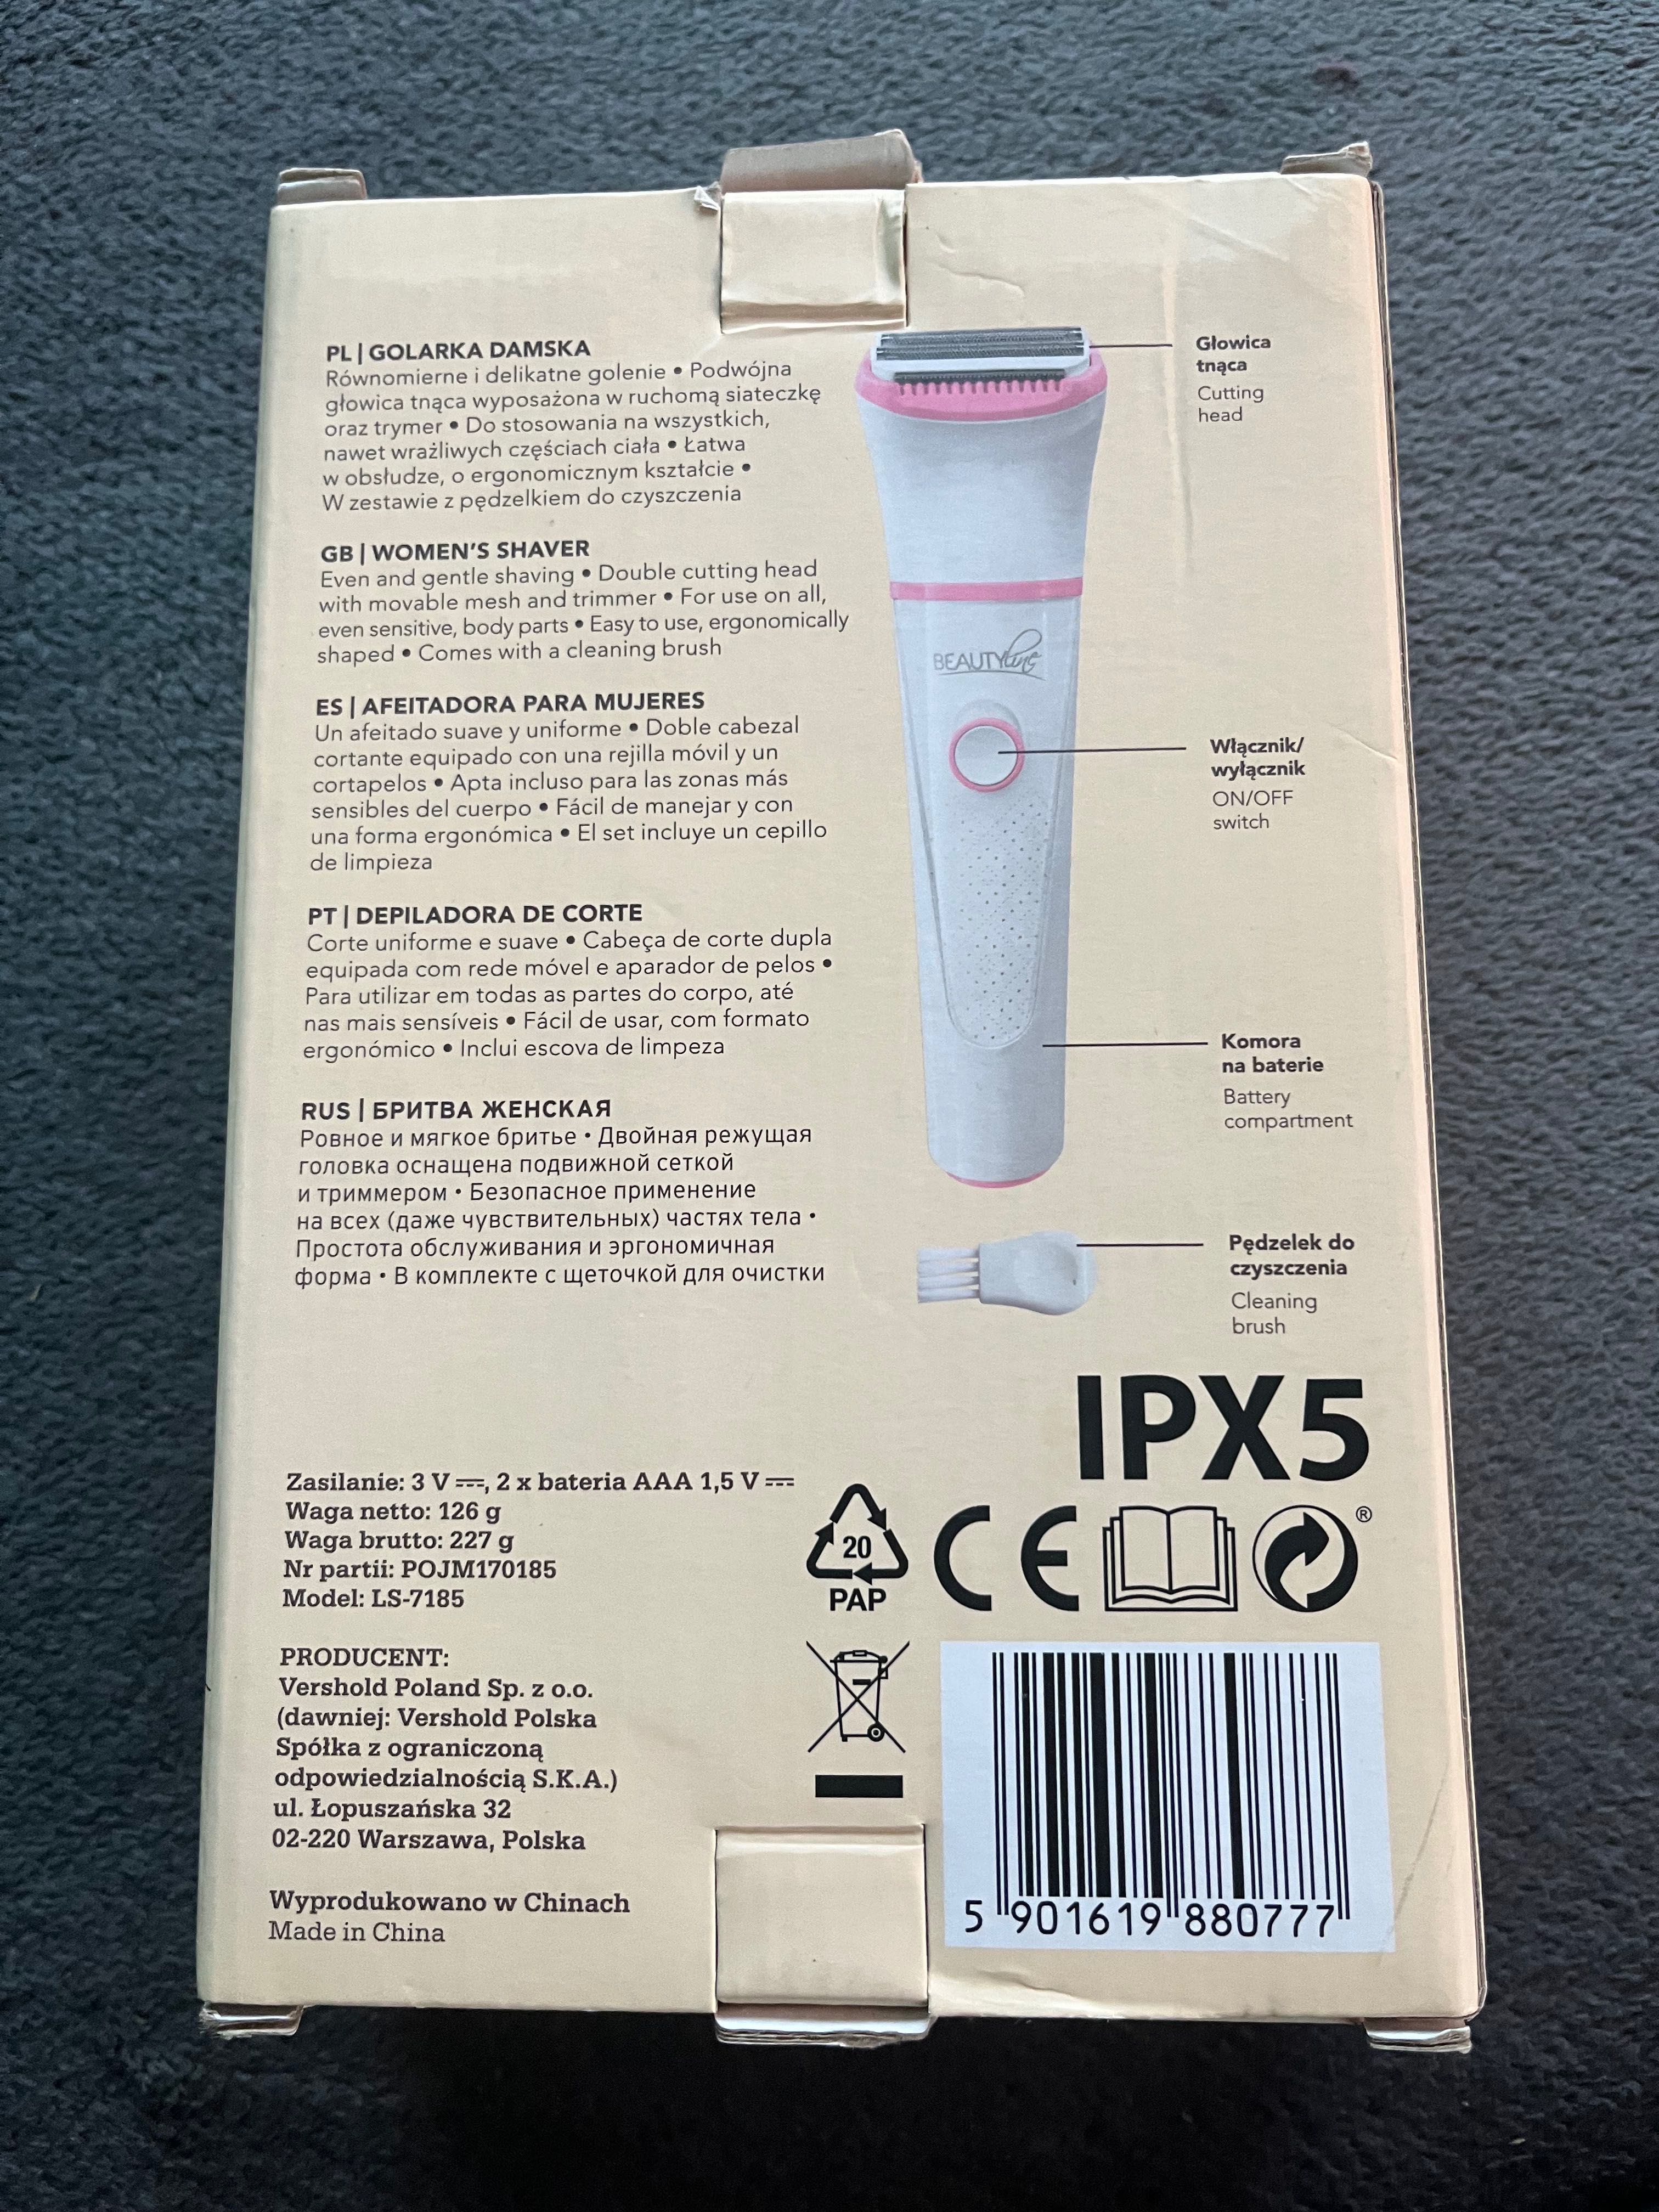 PL | GOLARKA DAMSKA
Równomierne i delikatne golenie • Podwójna
głowica tnąca wyposażona w ruchomą siateczkę
oraz trymer • Do stosowania na wszystkich,
nawet wrażliwych częściach ciała • Łatwa
w obsłudze, o ergonomicznym kształcie •
W zestawie z pędzelkiem do czyszczenia
GB | WOMEN'S SHAVER
Even and gentle shaving • Double cutting head
with movable mesh and trimmer • For use on all,
even sensitive, body parts • Easy to use, ergonomically
shaped • Comes with a cleaning brush
ES | AFEITADORA PARA MUJERES
Un afeitado suave y uniforme • Doble cabezal
cortante equipado con una rejilla móvil y un
cortapelos • Apta incluso para las zonas más
sensibles del cuerpo • Fácil de manejar y con
una forma ergonómica • El set incluye un cepillo
de limpieza
PT | DEPILADORA DE CORTE
Corte uniforme e suave • Cabeça de corte dupla
equipada com rede móvel e aparador de pelos •
Para utilizar em todas as partes do corpo, até
nas mais sensíveis • Fácil de usar, com formato
ergonómico • Inclui escova de limpeza
RUS | БРИТВА ЖЕНСКАЯ
Ровное и мягкое бритье • Двойная режущая
головка оснащена подвижной сеткой
и триммером • Безопасное применение
на всех (даже чувствительных) частях тела •
Простота обслуживания и эргономичная
форма • В комплекте с щеточкой для очистки
Głowica
tnąca
Cutting
head
BEAUTYline
Włącznik/
wyłącznik
ON/OFF
switch
Komora
na baterie
Battery
compartment
Pędzelek do
czyszczenia
Cleaning
brush
IPX5
Zasilanie: 3 V ⎓, 2 x bateria AAA 1,5 V ⎓
Waga netto: 126 g
Waga brutto: 227 g
Nr partii: POJM170185
Model: LS-7185
20
PAP
CE
®
PRODUCENT:
Vershold Poland Sp. z o.o.
(dawniej: Vershold Polska
Spółka z ograniczoną
odpowiedzialnością S.K.A.)
ul. Łopuszańska 32
02-220 Warszawa, Polska
Wyprodukowano w Chinach
Made in China
5 901619 880777